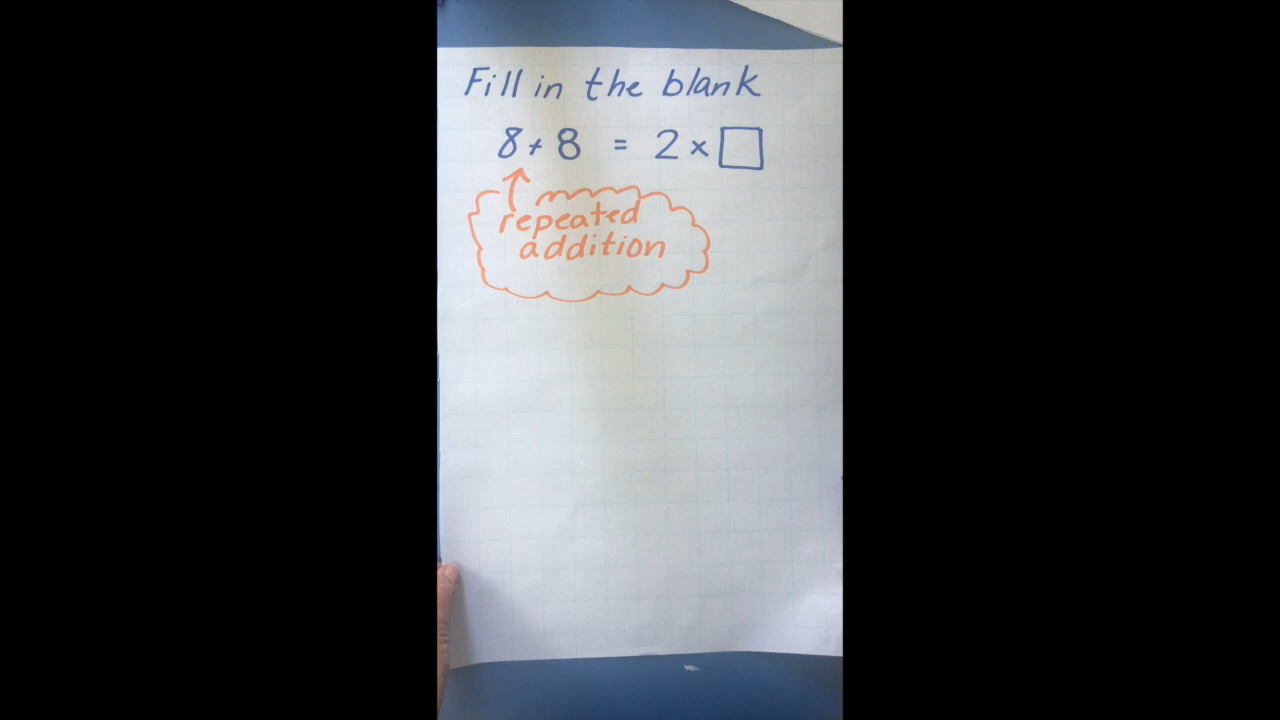 Fill in the blank
8 + 8 = 2 × □
repeated
addition